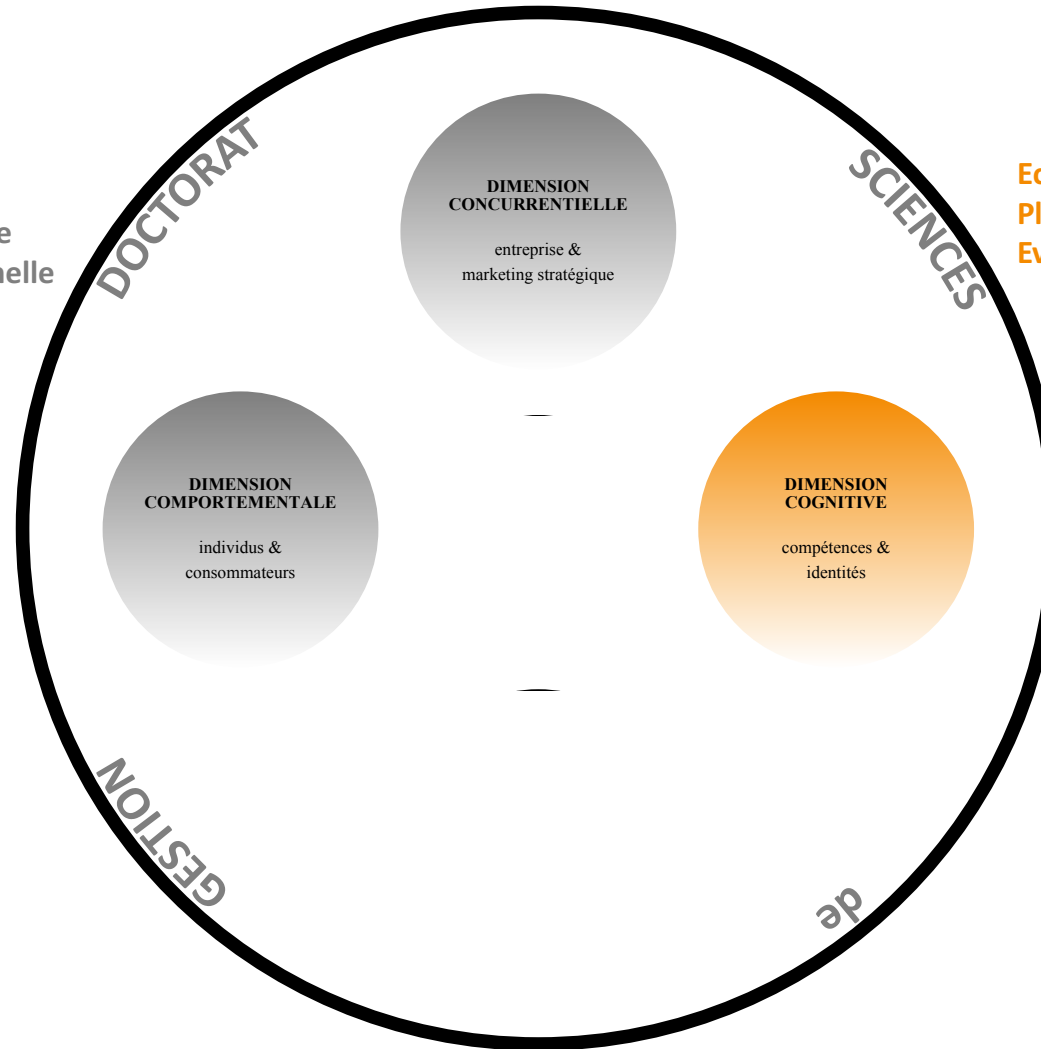 DOCTORAT
SCIENCES
de
GESTION
DIMENSION
CONCURRENTIELLE
entreprise &
marketing stratégique
DIMENSION
COMPORTEMENTALE
individus &
consommateurs
DIMENSION
COGNITIVE
compétences &
identités